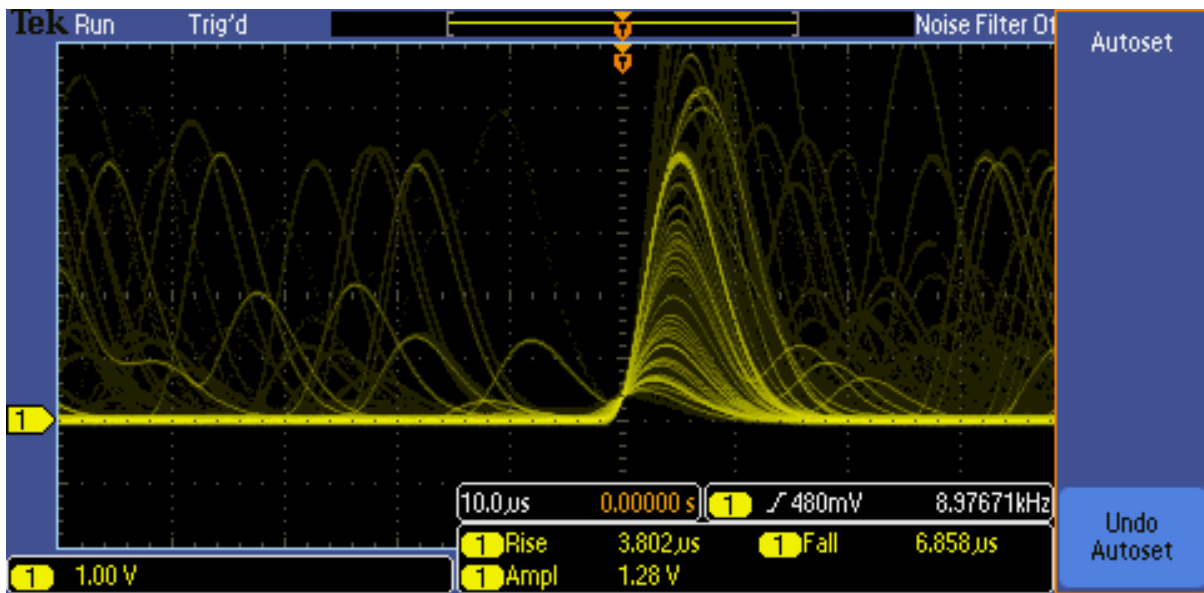 Tek Run Trig'd Noise Filter Of
T
T
Autoset
1
10.0µs 0.00000 s 1 480mV 8.97671kHz
1 Rise 3.802µs 1 Fall 6.858µs
1 Ampl 1.28 V
1 1.00 V
Undo
Autoset